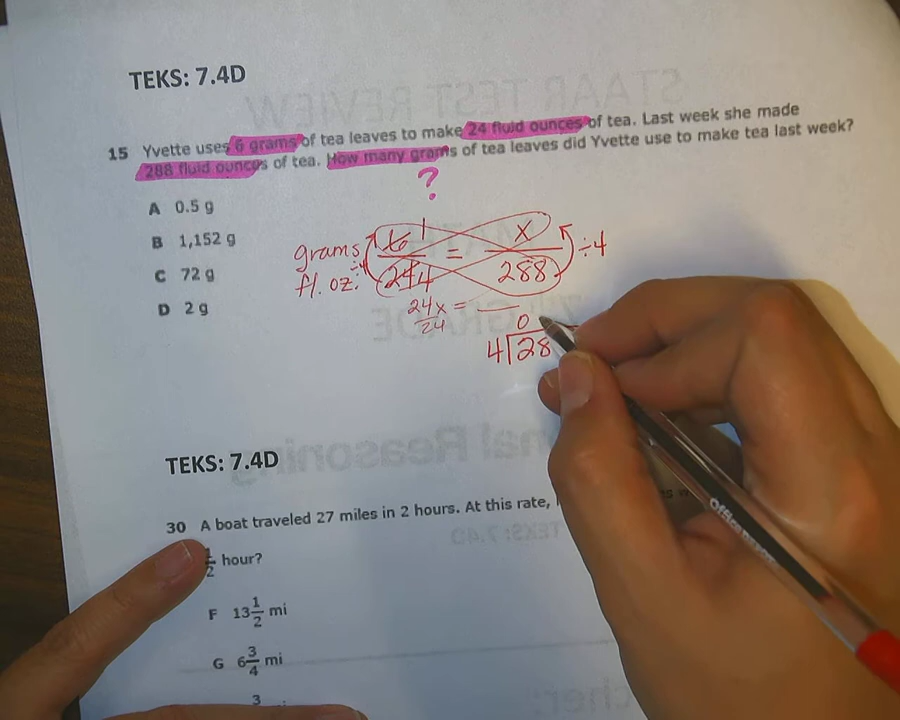 TEKS: 7.4D
15 Yvette uses 6 grams of tea leaves to make 24 fluid ounces of tea. Last week she made
288 fluid ounces of tea. How many grams of tea leaves did Yvette use to make tea last week?
?
A 0.5 g
B 1,152 g
C 72 g
D 2 g
grams 6 1 = x ÷4
fl. oz. 24 4 288
24x =
24
0
4 28
TEKS: 7.4D
30 A boat traveled 27 miles in 2 hours. At this rate,
1/2 hour?
F 13 1/2 mi
G 6 3/4 mi
3